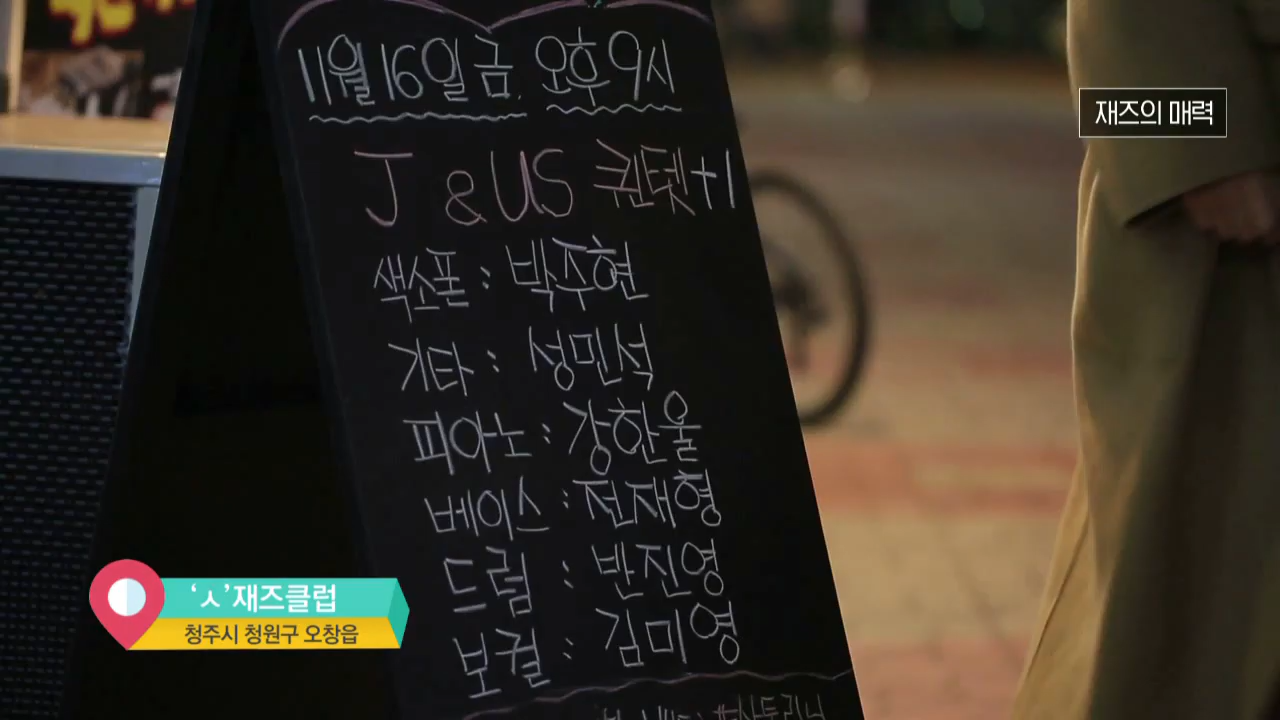 11월 16일 금. 오후 9시
재즈의 매력
J & US 퀸텟+1
색소폰 : 박주현
기타 : 성민석
피아노 : 강한울
베이스 : 전재형
드럼 : 반진영
보컬 : 김미영
‘ㅅ’재즈클럽
청주시 청원구 오창읍